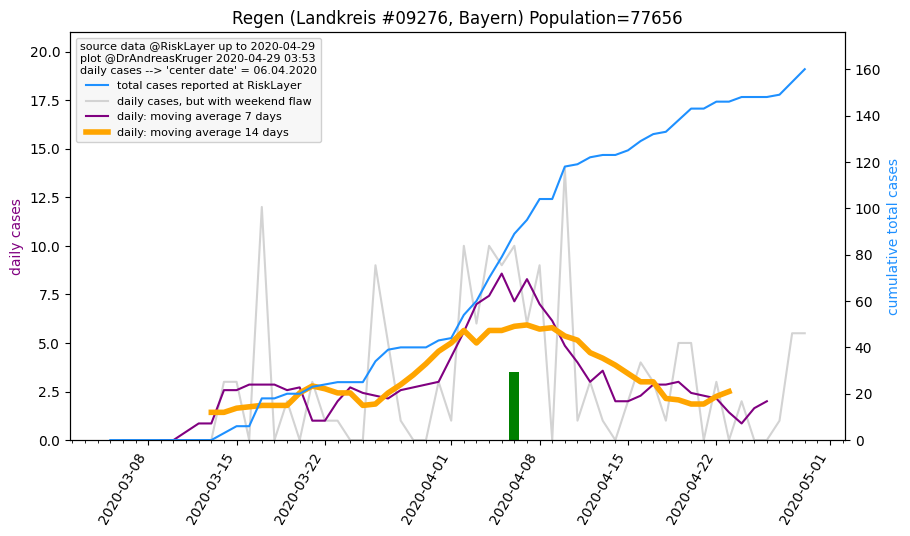 Regen (Landkreis #09276, Bayern) Population=77656
source data @RiskLayer up to 2020-04-29
plot @DrAndreasKruger 2020-04-29 03:53
daily cases --> 'center date' = 06.04.2020
total cases reported at RiskLayer
daily cases, but with weekend flaw
daily: moving average 7 days
daily: moving average 14 days
daily cases
20.0
17.5
15.0
12.5
10.0
7.5
5.0
2.5
0.0
cumulative total cases
160
140
120
100
80
60
40
20
0
2020-03-08
2020-03-15
2020-03-22
2020-04-01
2020-04-08
2020-04-15
2020-04-22
2020-05-01